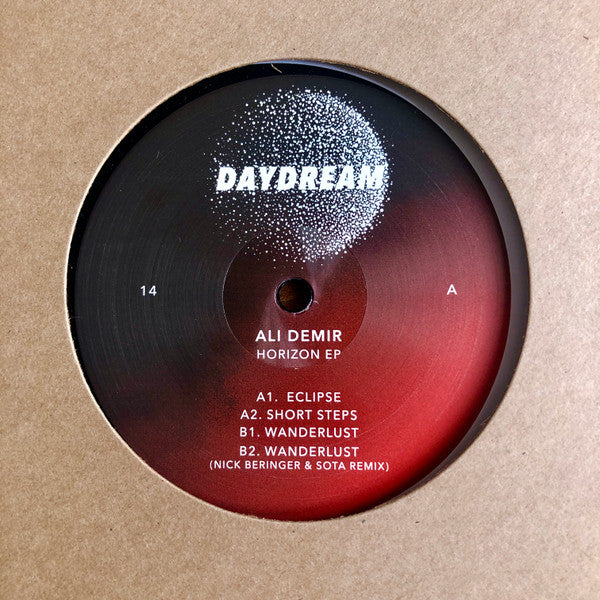 DAYDREAM
14
A
ALI DEMIR
HORIZON EP
A1. ECLIPSE
A2. SHORT STEPS
B1. WANDERLUST
B2. WANDERLUST
(NICK BERINGER & SOTA REMIX)